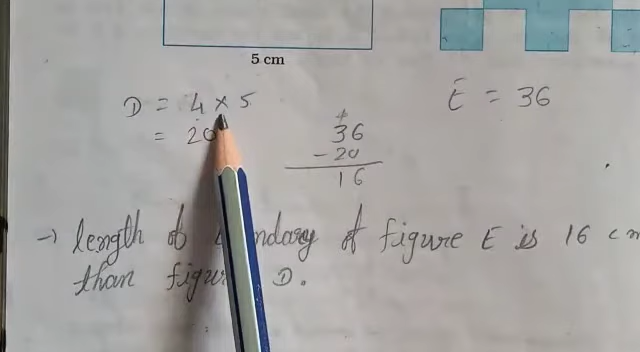 5 cm
D = 4 × 5
E = 36
= 20
36
− 20
16
→ length of boundary of figure E is 16 cm
than figure D.